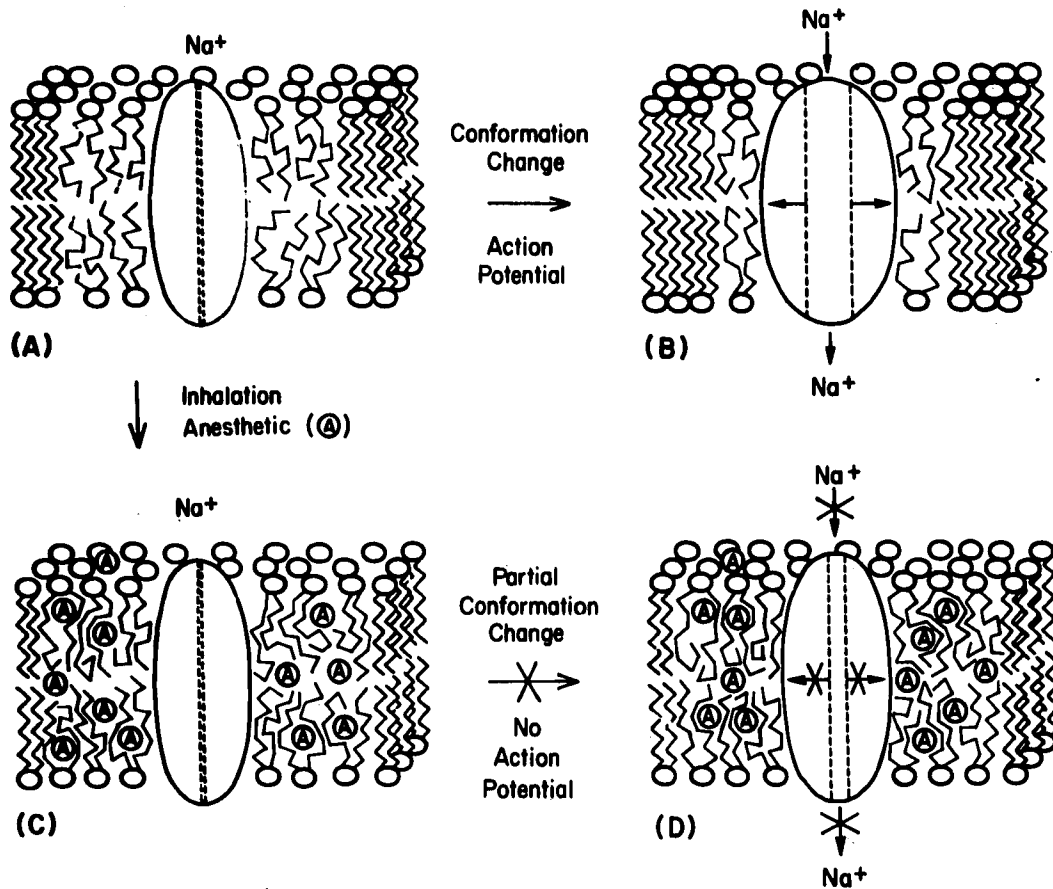 Na+
Na+
Conformation
Change
Action
Potential
(A)
(B)
Na+
Inhalation
Anesthetic (Ⓐ)
Na+
Na+
A
A
A
A
A
A
A
A
A
A
A
A
A
Partial
Conformation
Change
No
Action
Potential
A
A
A
A
A
A
A
A
A
A
A
A
(C)
(D)
Na+